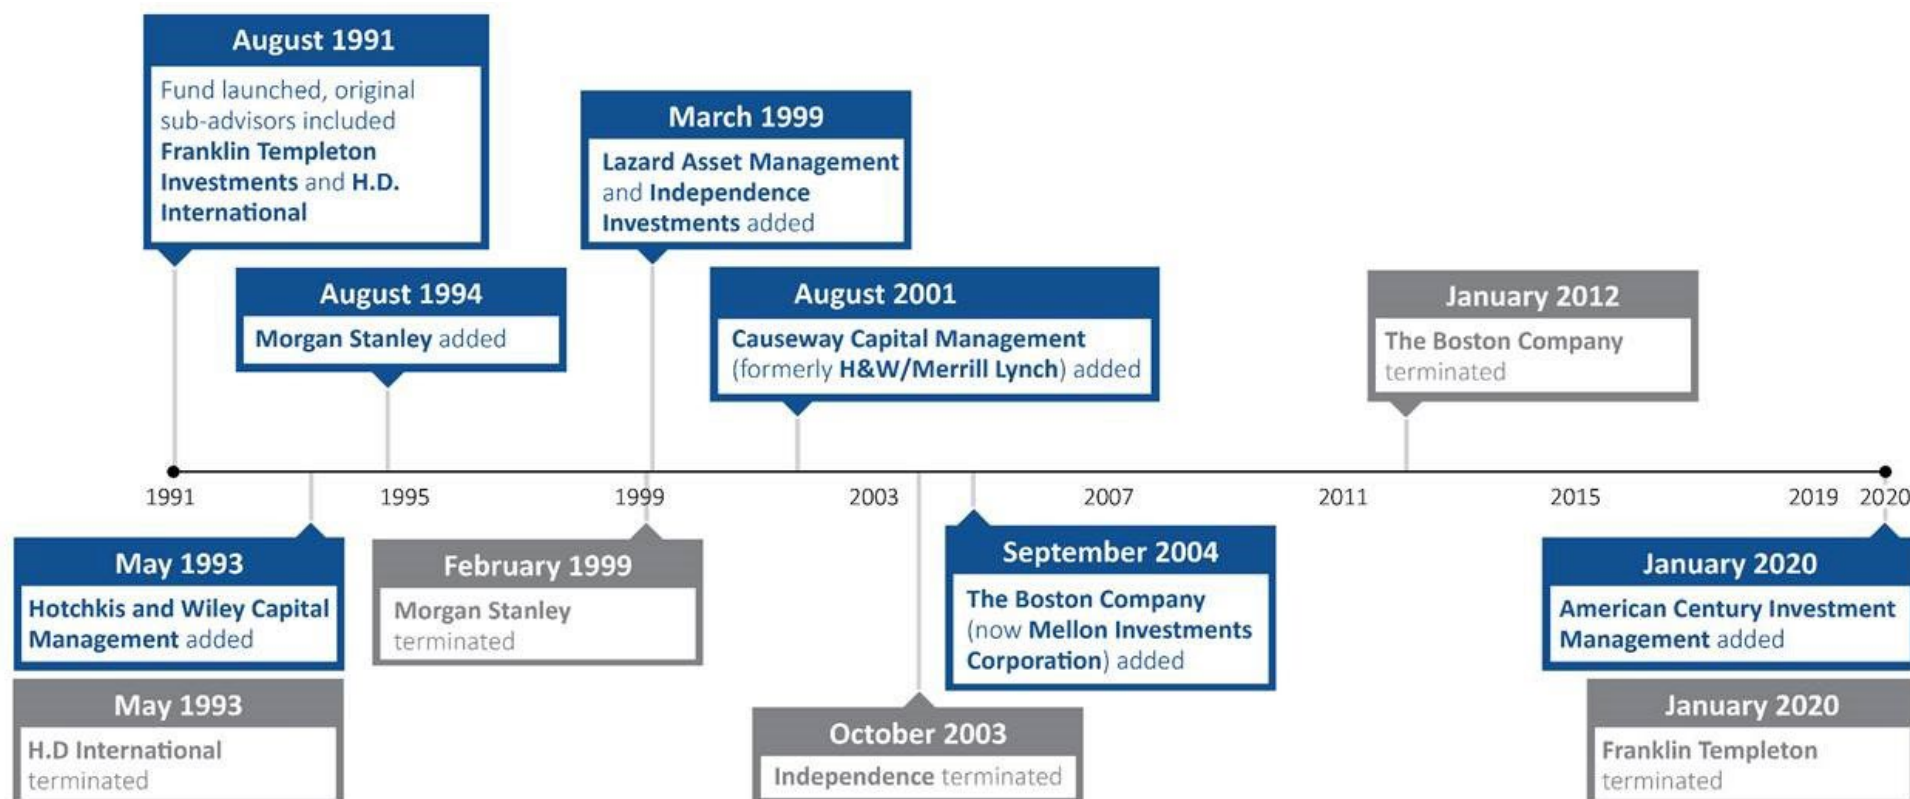 August 1991
Fund launched, original
sub-advisors included
Franklin Templeton
Investments and H.D.
International
March 1999
Lazard Asset Management
and Independence
Investments added
August 1994
Morgan Stanley added
August 2001
Causeway Capital Management
(formerly H&W/Merrill Lynch) added
January 2012
The Boston Company
terminated
1991 1995 1999 2003 2007 2011 2015 2019 2020
May 1993
Hotchkis and Wiley Capital
Management added
February 1999
Morgan Stanley
terminated
September 2004
The Boston Company
(now Mellon Investments
Corporation) added
January 2020
American Century Investment
Management added
May 1993
H.D International
terminated
October 2003
Independence terminated
January 2020
Franklin Templeton
terminated